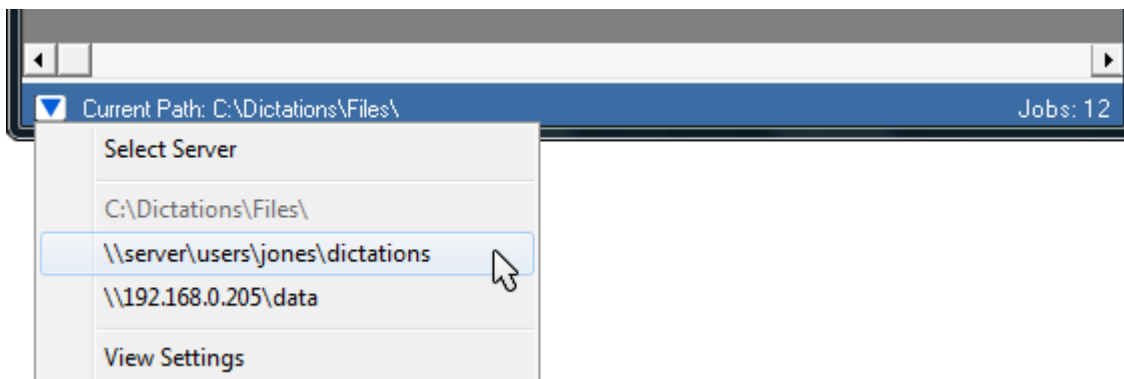 Current Path: C:\Dictations\Files\ Jobs: 12
Select Server
C:\Dictations\Files\
\\server\users\jones\dictations
\\192.168.0.205\data
View Settings